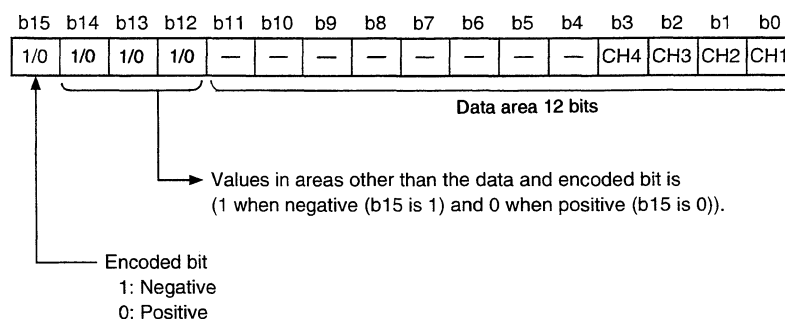 b15 b14 b13 b12 b11 b10 b9 b8 b7 b6 b5 b4 b3 b2 b1 b0
1/0 1/0 1/0 1/0 — — — — — — — — CH4 CH3 CH2 CH1
Data area 12 bits
Values in areas other than the data and encoded bit is
(1 when negative (b15 is 1) and 0 when positive (b15 is 0)).
Encoded bit
1: Negative
0: Positive